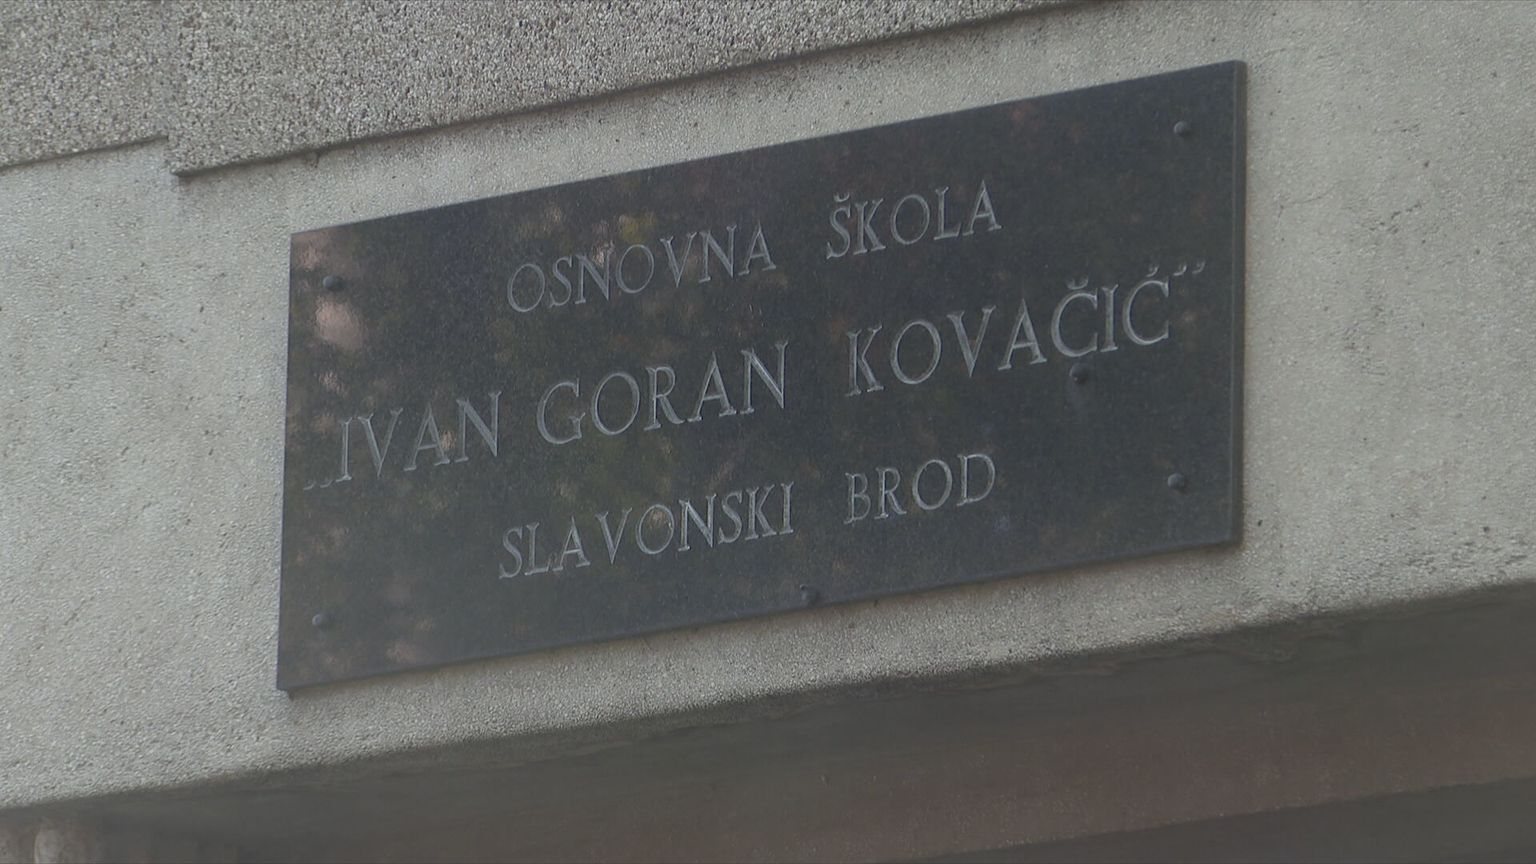 OSNOVNA ŠKOLA
„IVAN GORAN KOVAČIĆ”
SLAVONSKI BROD